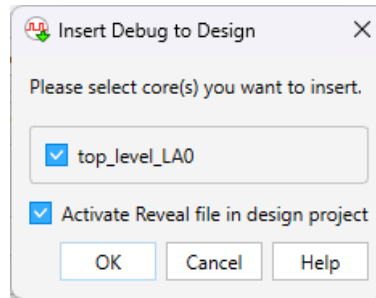 Insert Debug to Design
Please select core(s) you want to insert.
top_level_LA0
Activate Reveal file in design project
OK Cancel Help